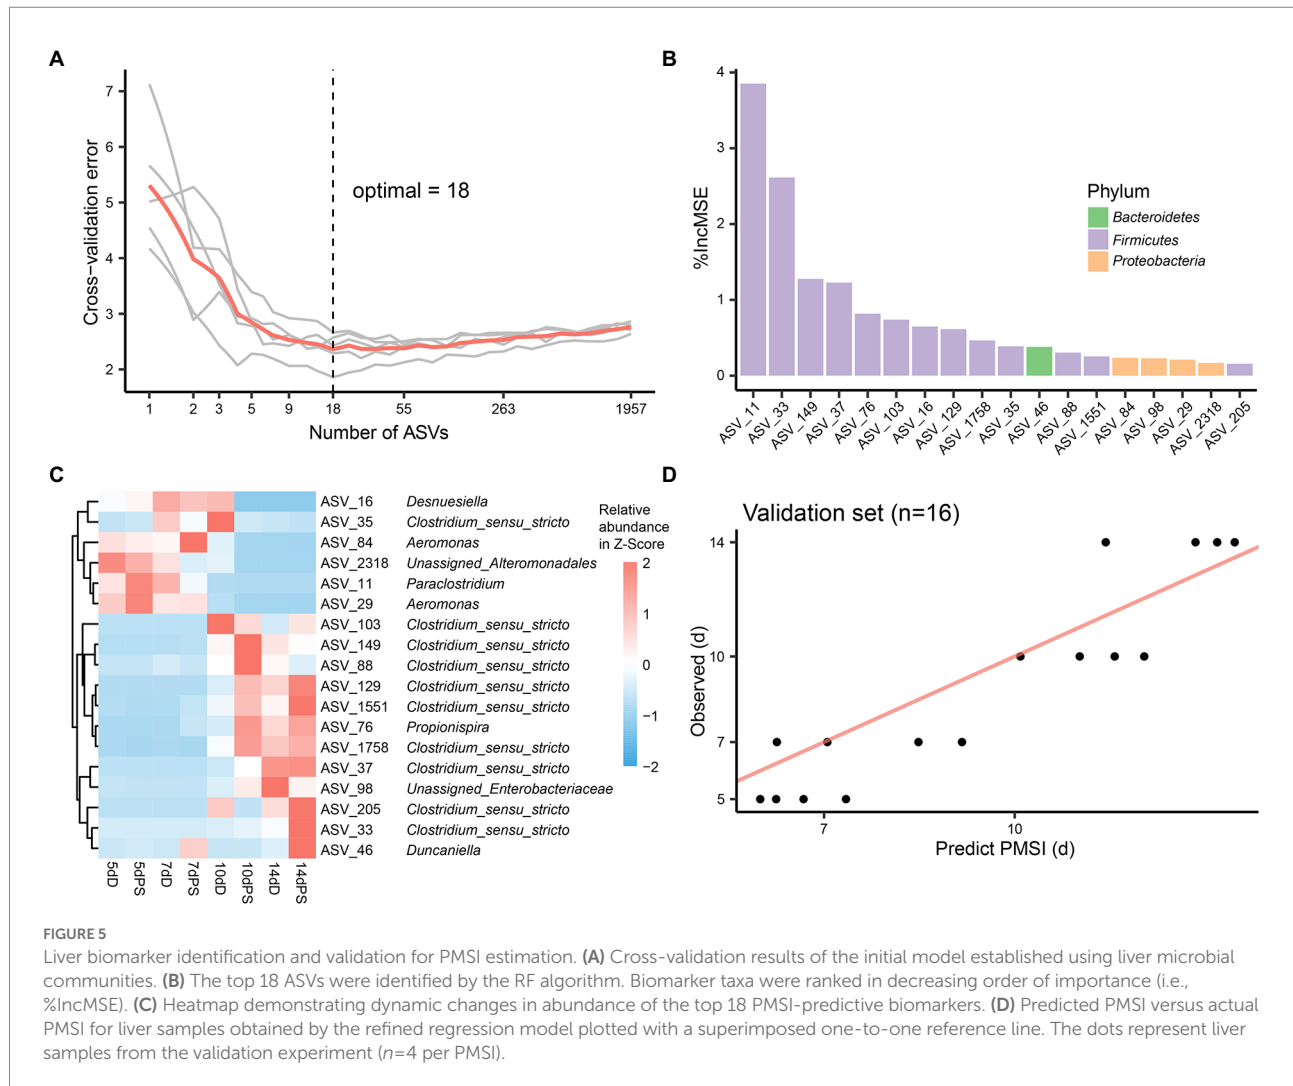 A
Cross-validation error
7
6
5
4
3
2
optimal = 18
1 2 3 5 9 18 55 263 1957
Number of ASVs
B
%IncMSE
4
3
2
1
0
Phylum
Bacteroidetes
Firmicutes
Proteobacteria
ASV_11 ASV_33 ASV_149 ASV_37 ASV_76 ASV_103 ASV_16 ASV_129 ASV_1758 ASV_35 ASV_46 ASV_88 ASV_1551 ASV_84 ASV_98 ASV_29 ASV_2318 ASV_205
C
ASV_16 Desnuesiella
ASV_35 Clostridium_sensu_stricto
ASV_84 Aeromonas
ASV_2318 Unassigned_Alteromonadales
ASV_11 Paraclostridium
ASV_29 Aeromonas
ASV_103 Clostridium_sensu_stricto
ASV_149 Clostridium_sensu_stricto
ASV_88 Clostridium_sensu_stricto
ASV_129 Clostridium_sensu_stricto
ASV_1551 Clostridium_sensu_stricto
ASV_76 Propionispira
ASV_1758 Clostridium_sensu_stricto
ASV_37 Clostridium_sensu_stricto
ASV_98 Unassigned_Enterobacteriaceae
ASV_205 Clostridium_sensu_stricto
ASV_33 Clostridium_sensu_stricto
ASV_46 Duncaniella
5dD 5dPS 7dD 7dPS 10dD 10dPS 14dD 14dPS
Relative
abundance
in Z-Score
2
1
0
−1
−2
D
Validation set (n=16)
Observed (d)
14
10
7
5
7 10
Predict PMSI (d)
FIGURE 5
Liver biomarker identification and validation for PMSI estimation. (A) Cross-validation results of the initial model established using liver microbial
communities. (B) The top 18 ASVs were identified by the RF algorithm. Biomarker taxa were ranked in decreasing order of importance (i.e.,
%IncMSE). (C) Heatmap demonstrating dynamic changes in abundance of the top 18 PMSI-predictive biomarkers. (D) Predicted PMSI versus actual
PMSI for liver samples obtained by the refined regression model plotted with a superimposed one-to-one reference line. The dots represent liver
samples from the validation experiment (n=4 per PMSI).